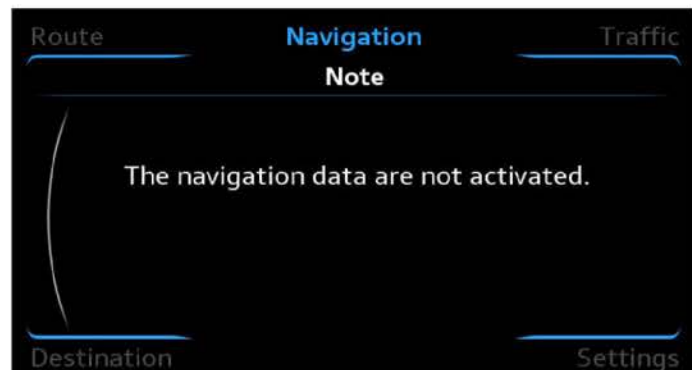 Route Navigation Traffic
Note
The navigation data are not activated.
Destination Settings